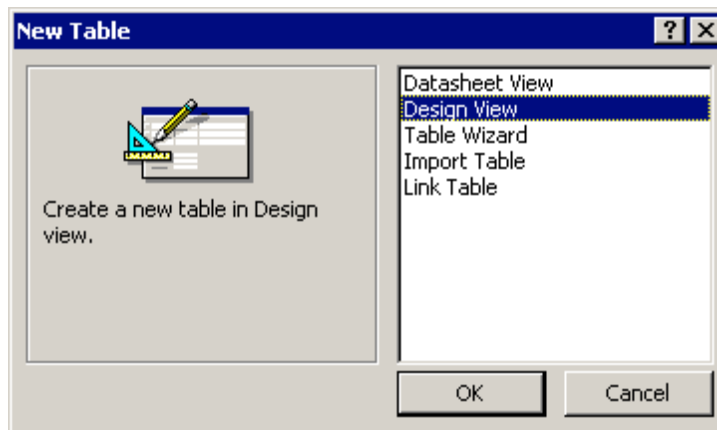 New Table
Create a new table in Design
view.
Datasheet View
Design View
Table Wizard
Import Table
Link Table
OK
Cancel